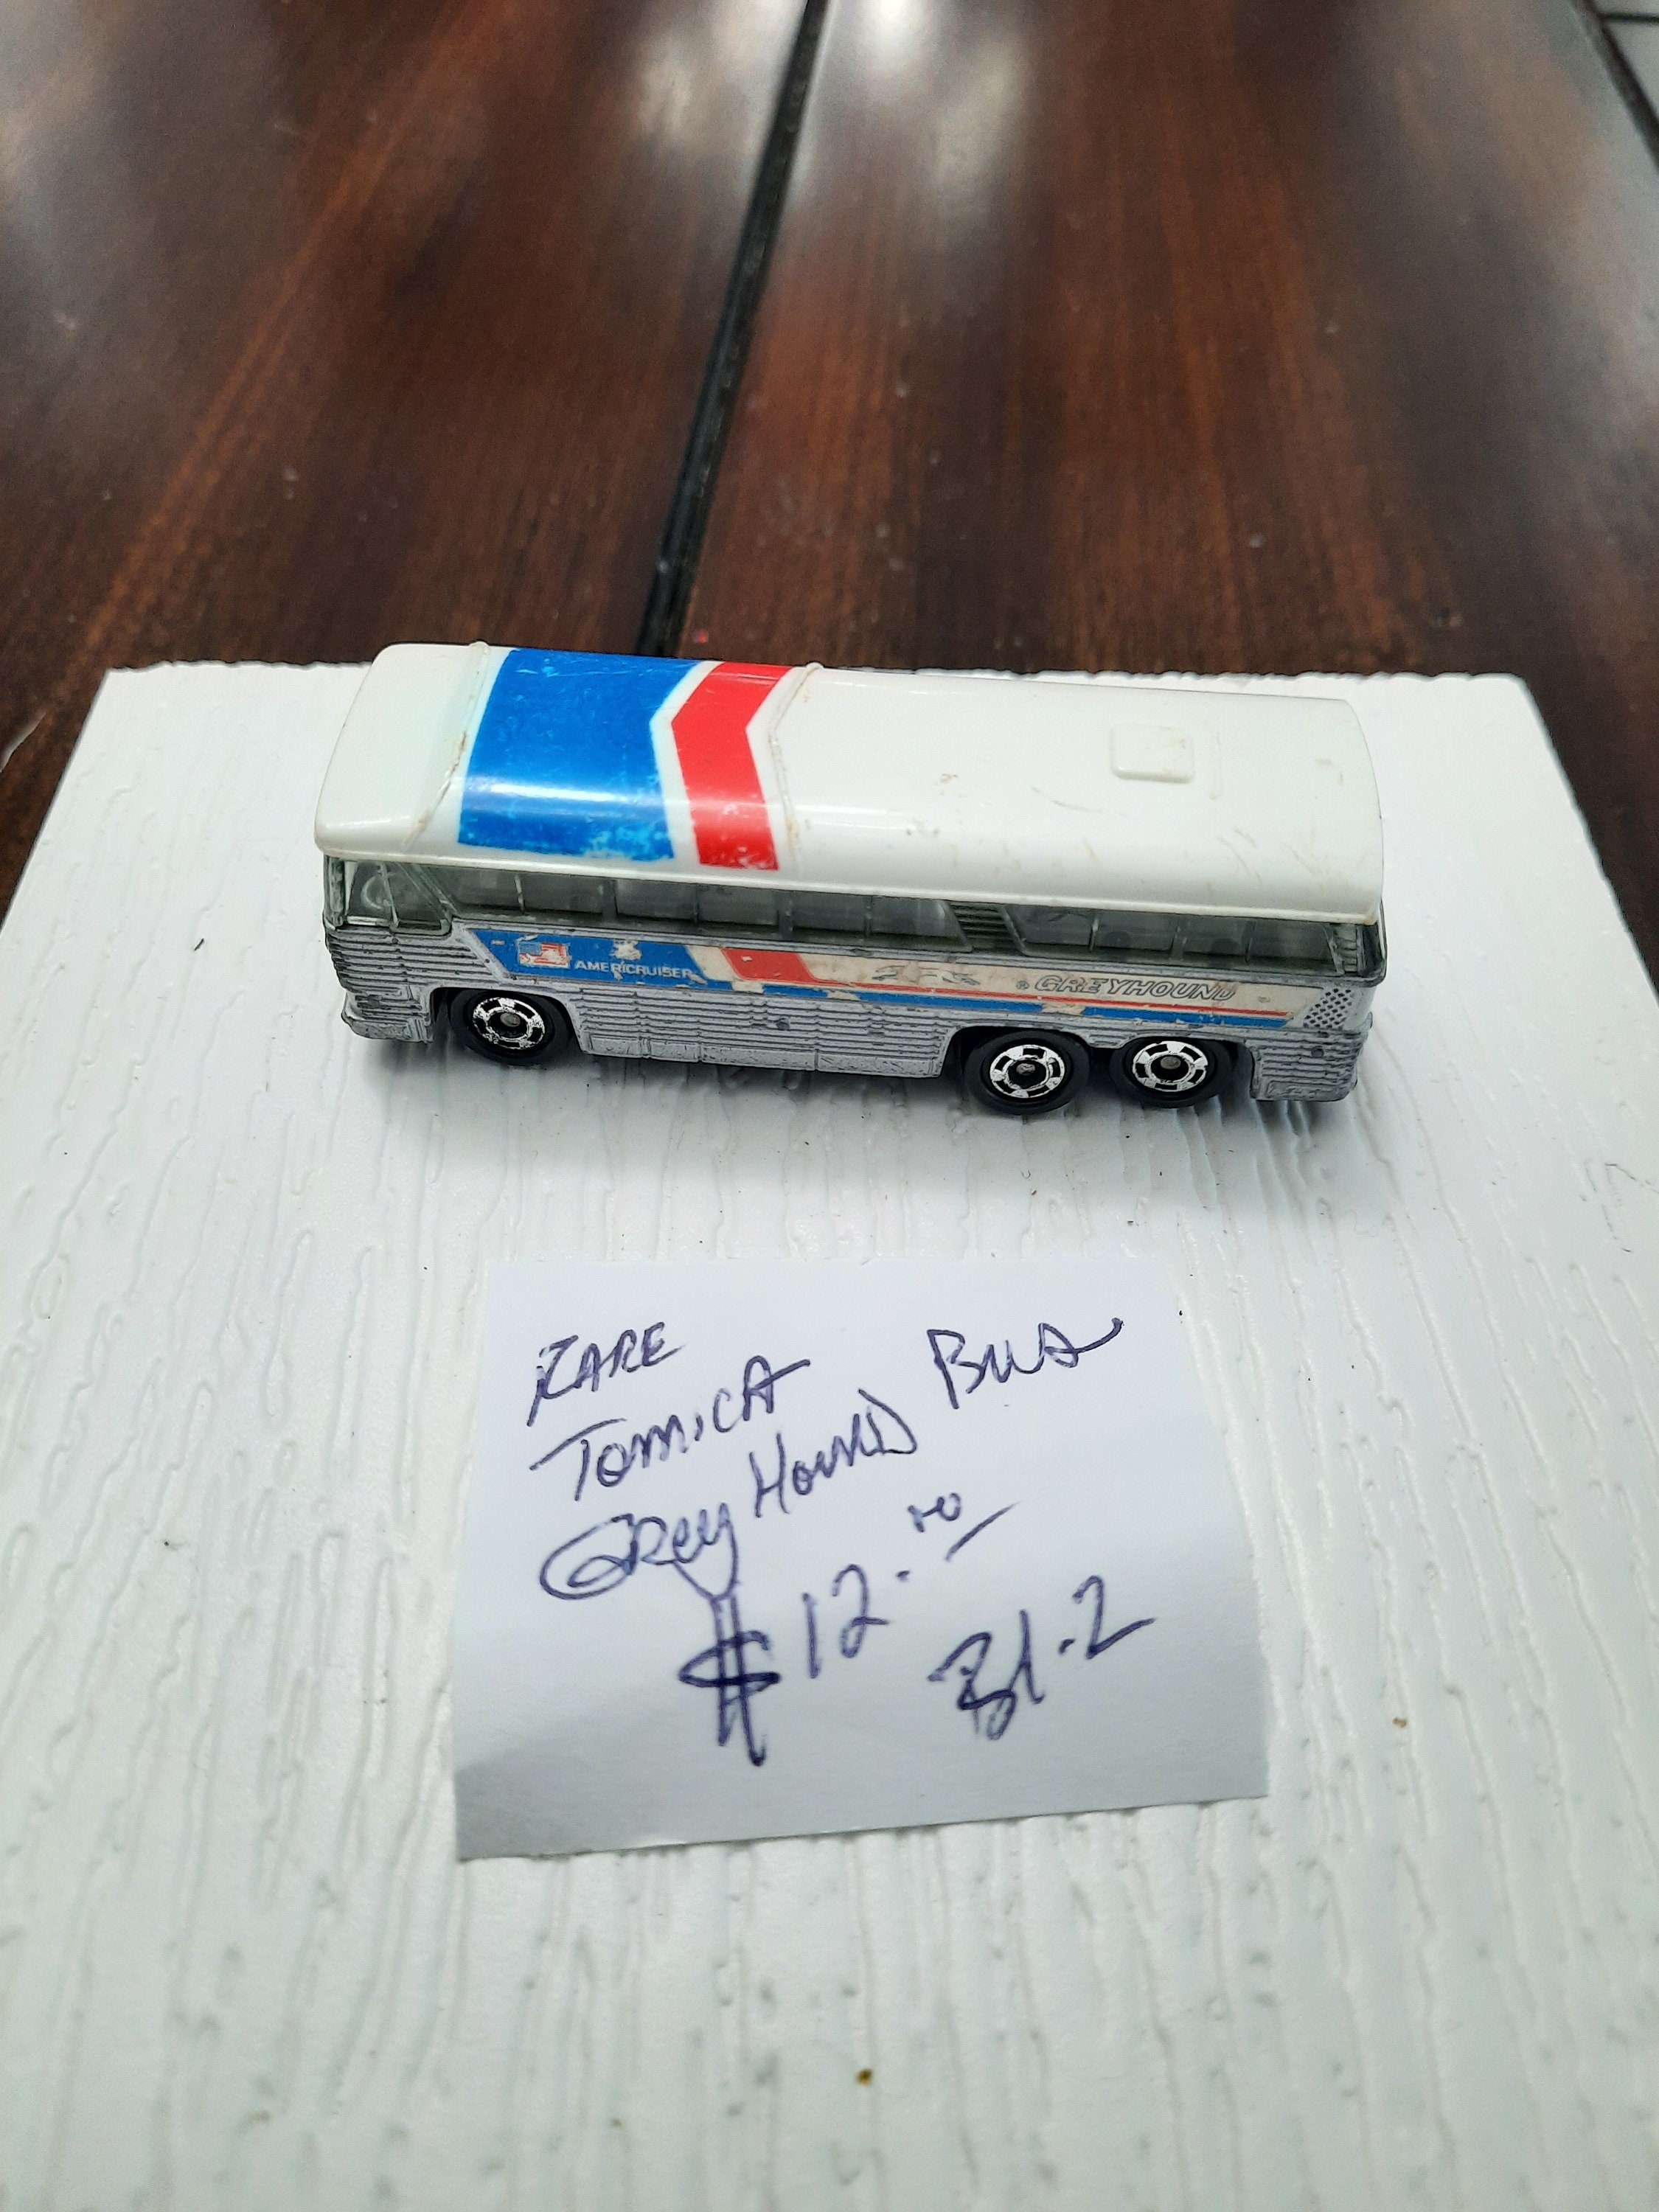 AMERICRUISER
® GREYHOUND
RARE
TOMICA BUS
GREY HOUND
$12.00
B1.2